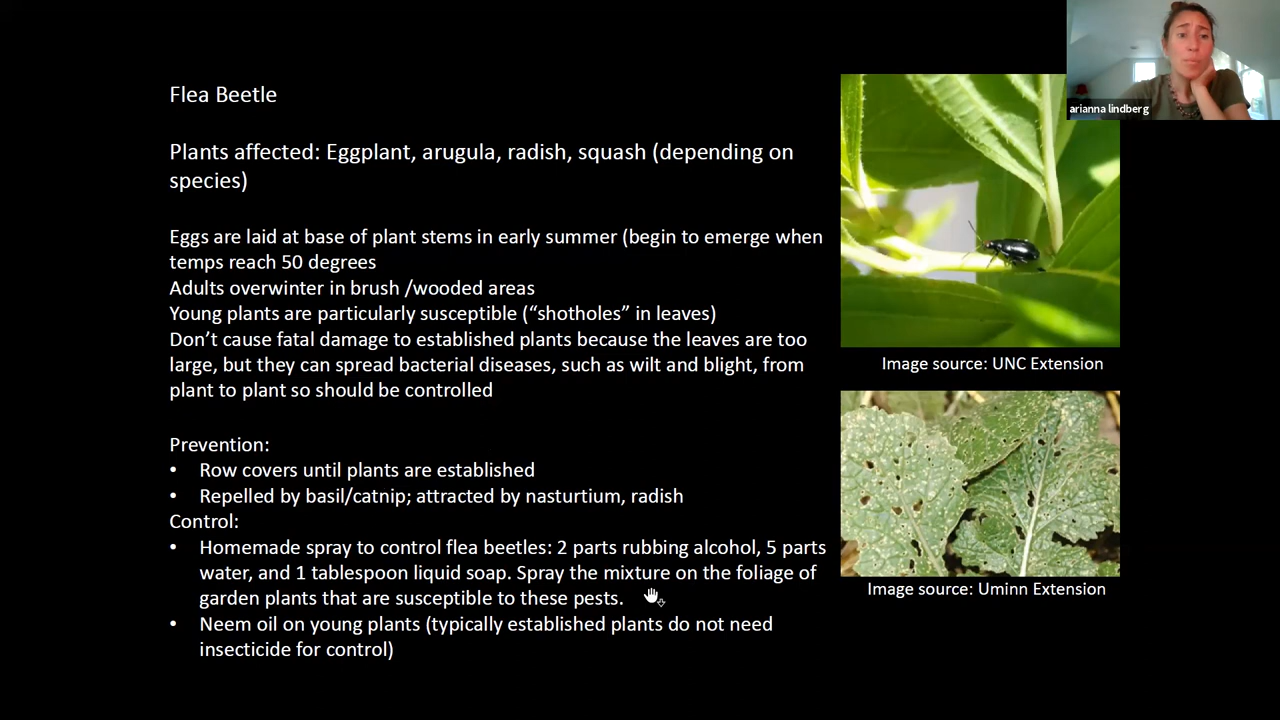 arianna lindberg
Flea Beetle
Plants affected: Eggplant, arugula, radish, squash (depending on
species)
Eggs are laid at base of plant stems in early summer (begin to emerge when
temps reach 50 degrees
Adults overwinter in brush /wooded areas
Young plants are particularly susceptible (“shotholes” in leaves)
Don’t cause fatal damage to established plants because the leaves are too
large, but they can spread bacterial diseases, such as wilt and blight, from
plant to plant so should be controlled
Prevention:
• Row covers until plants are established
• Repelled by basil/catnip; attracted by nasturtium, radish
Control:
• Homemade spray to control flea beetles: 2 parts rubbing alcohol, 5 parts
water, and 1 tablespoon liquid soap. Spray the mixture on the foliage of
garden plants that are susceptible to these pests.
• Neem oil on young plants (typically established plants do not need
insecticide for control)
Image source: UNC Extension
Image source: Uminn Extension